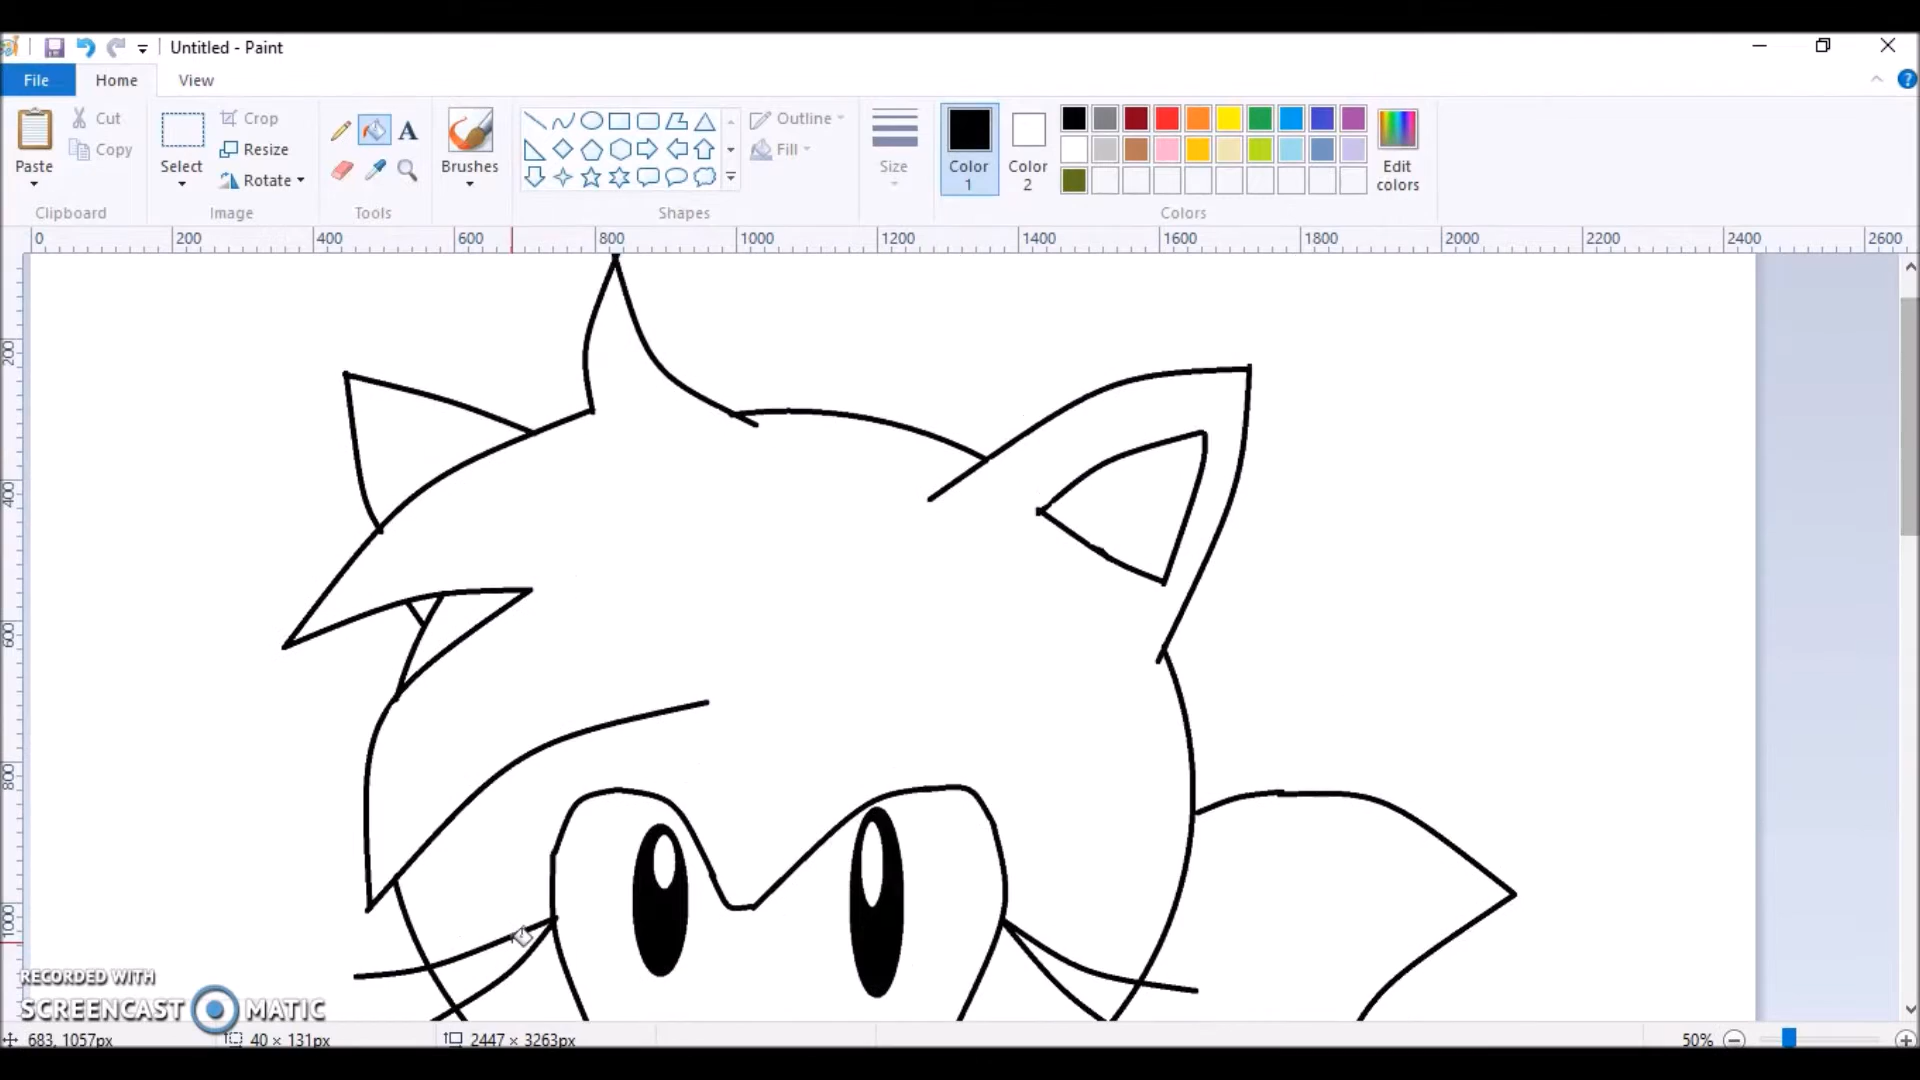 Untitled - Paint
File Home View
Paste
Cut
Copy
Clipboard
Select
Crop
Resize
Rotate
Image
A
Tools
Brushes
Shapes
Outline
Fill
Size
Color 1
Color 2
Colors
Edit colors
0 200 400 600 800 1000 1200 1400 1600 1800 2000 2200 2400 2600
200
400
600
800
1000
RECORDED WITH
SCREENCAST MATIC
683, 1057px 40 × 131px 2447 × 3263px 50%